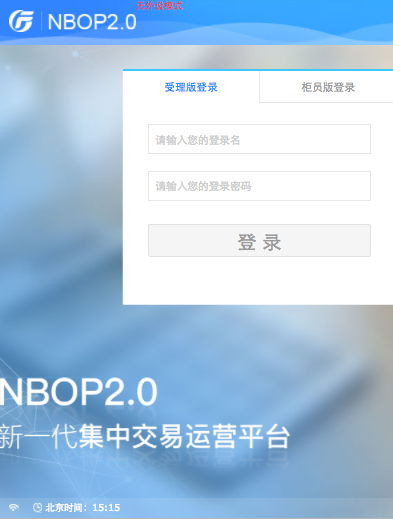 NBOP2.0
受理版登录
柜员版登录
请输入您的登录名
请输入您的登录密码
登 录
NBOP2.0
新一代集中交易运营平台
北京时间：15:15